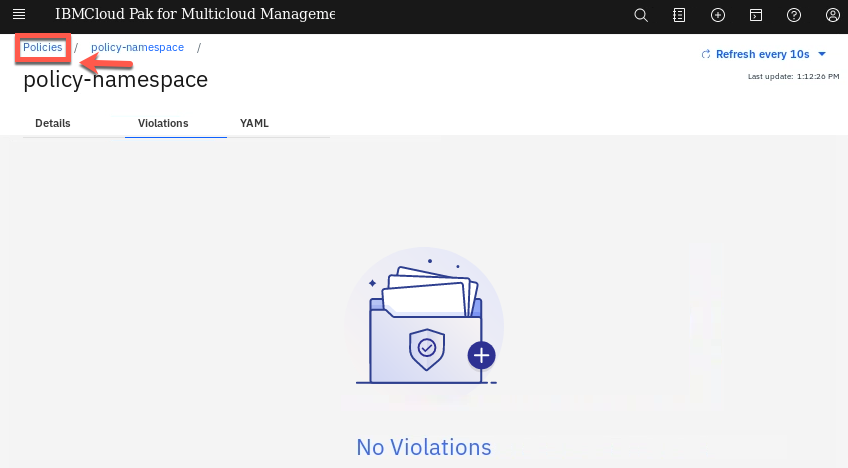 IBMCloud Pak for Multicloud Manageme
Policies / policy-namespace /
Refresh every 10s
Last update: 1:12:26 PM
policy-namespace
Details Violations YAML
No Violations